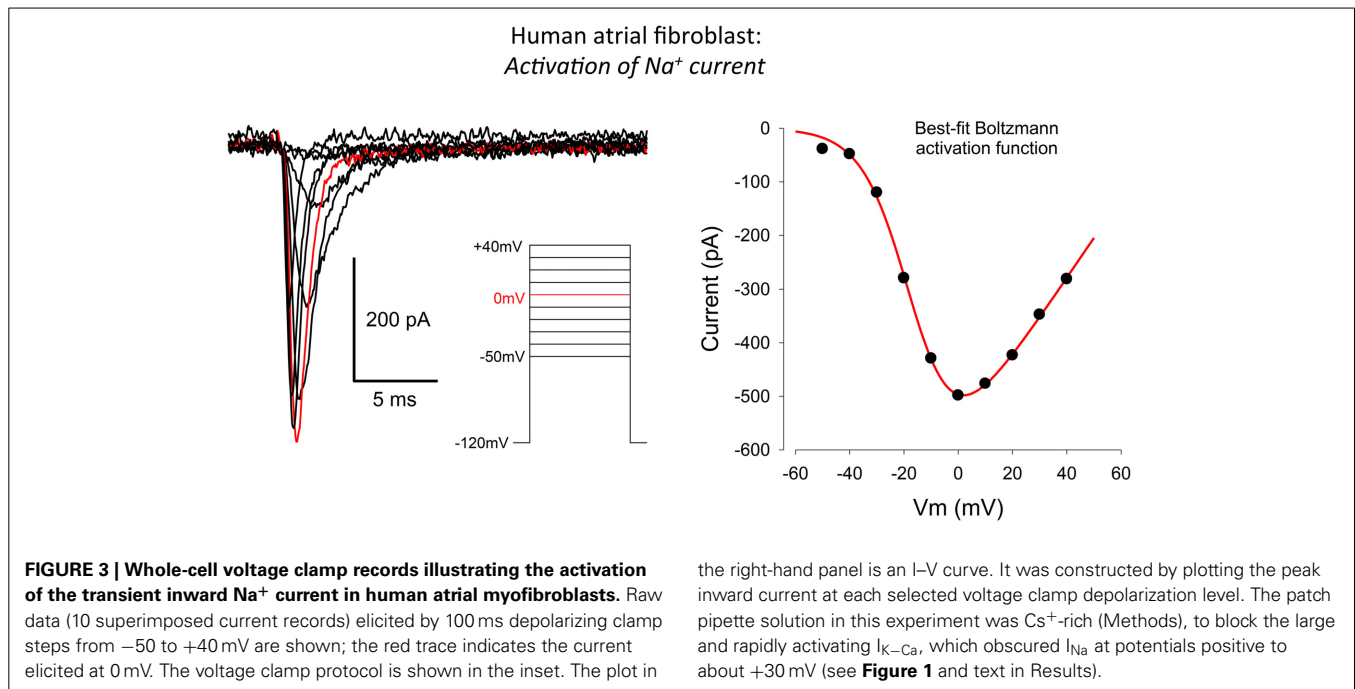 Human atrial fibroblast:
Activation of Na⁺ current
200 pA
5 ms
+40mV
0mV
-50mV
-120mV
Best-fit Boltzmann
activation function
Current (pA)
0
-100
-200
-300
-400
-500
-600
-60 -40 -20 0 20 40 60
Vm (mV)
FIGURE 3 | Whole-cell voltage clamp records illustrating the activation
of the transient inward Na⁺ current in human atrial myofibroblasts. Raw
data (10 superimposed current records) elicited by 100 ms depolarizing clamp
steps from −50 to +40 mV are shown; the red trace indicates the current
elicited at 0 mV. The voltage clamp protocol is shown in the inset. The plot in
the right-hand panel is an I–V curve. It was constructed by plotting the peak
inward current at each selected voltage clamp depolarization level. The patch
pipette solution in this experiment was Cs⁺-rich (Methods), to block the large
and rapidly activating I_K−Ca, which obscured I_Na at potentials positive to
about +30 mV (see Figure 1 and text in Results).